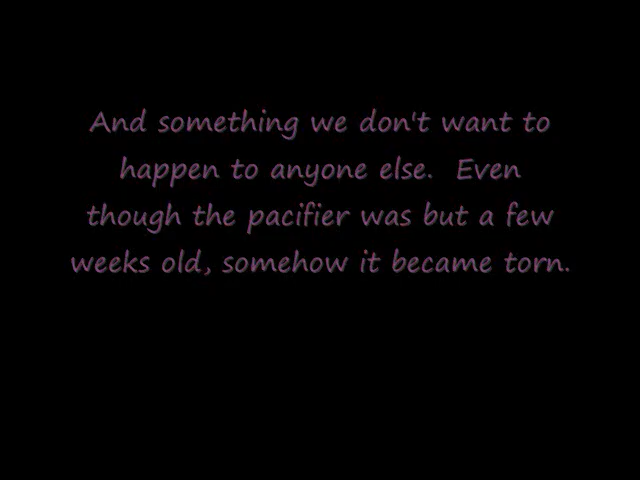 And something we don't want to
happen to anyone else.  Even
though the pacifier was but a few
weeks old, somehow it became torn.